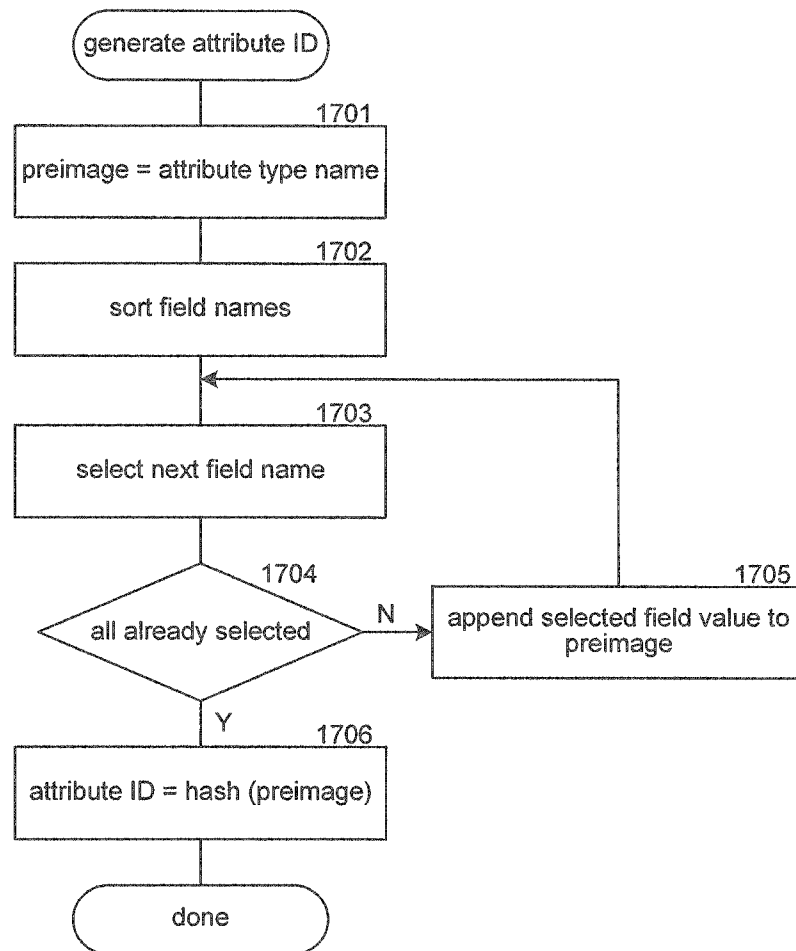 generate attribute ID
1701
preimage = attribute type name
1702
sort field names
1703
select next field name
1704
all already selected
N
1705
append selected field value to
preimage
Y
1706
attribute ID = hash (preimage)
done